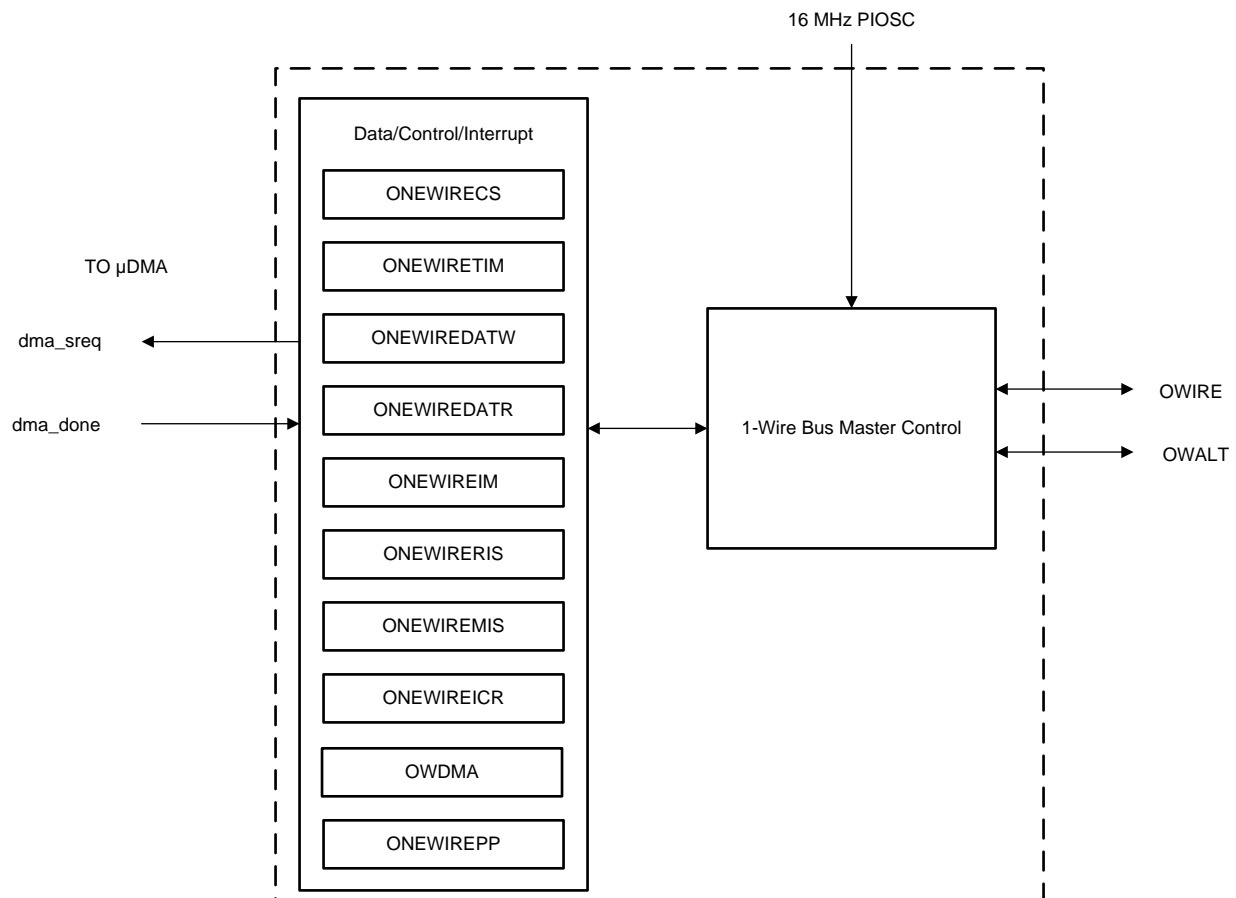 16 MHz PIOSC
Data/Control/Interrupt
ONEWIRECS
ONEWIRETIM
TO µDMA
dma_sreq
ONEWIREDATW
dma_done
ONEWIREDATR
ONEWIREIM
ONEWIRERIS
ONEWIREMIS
ONEWIREICR
OWDMA
ONEWIREPP
1-Wire Bus Master Control
OWIRE
OWALT